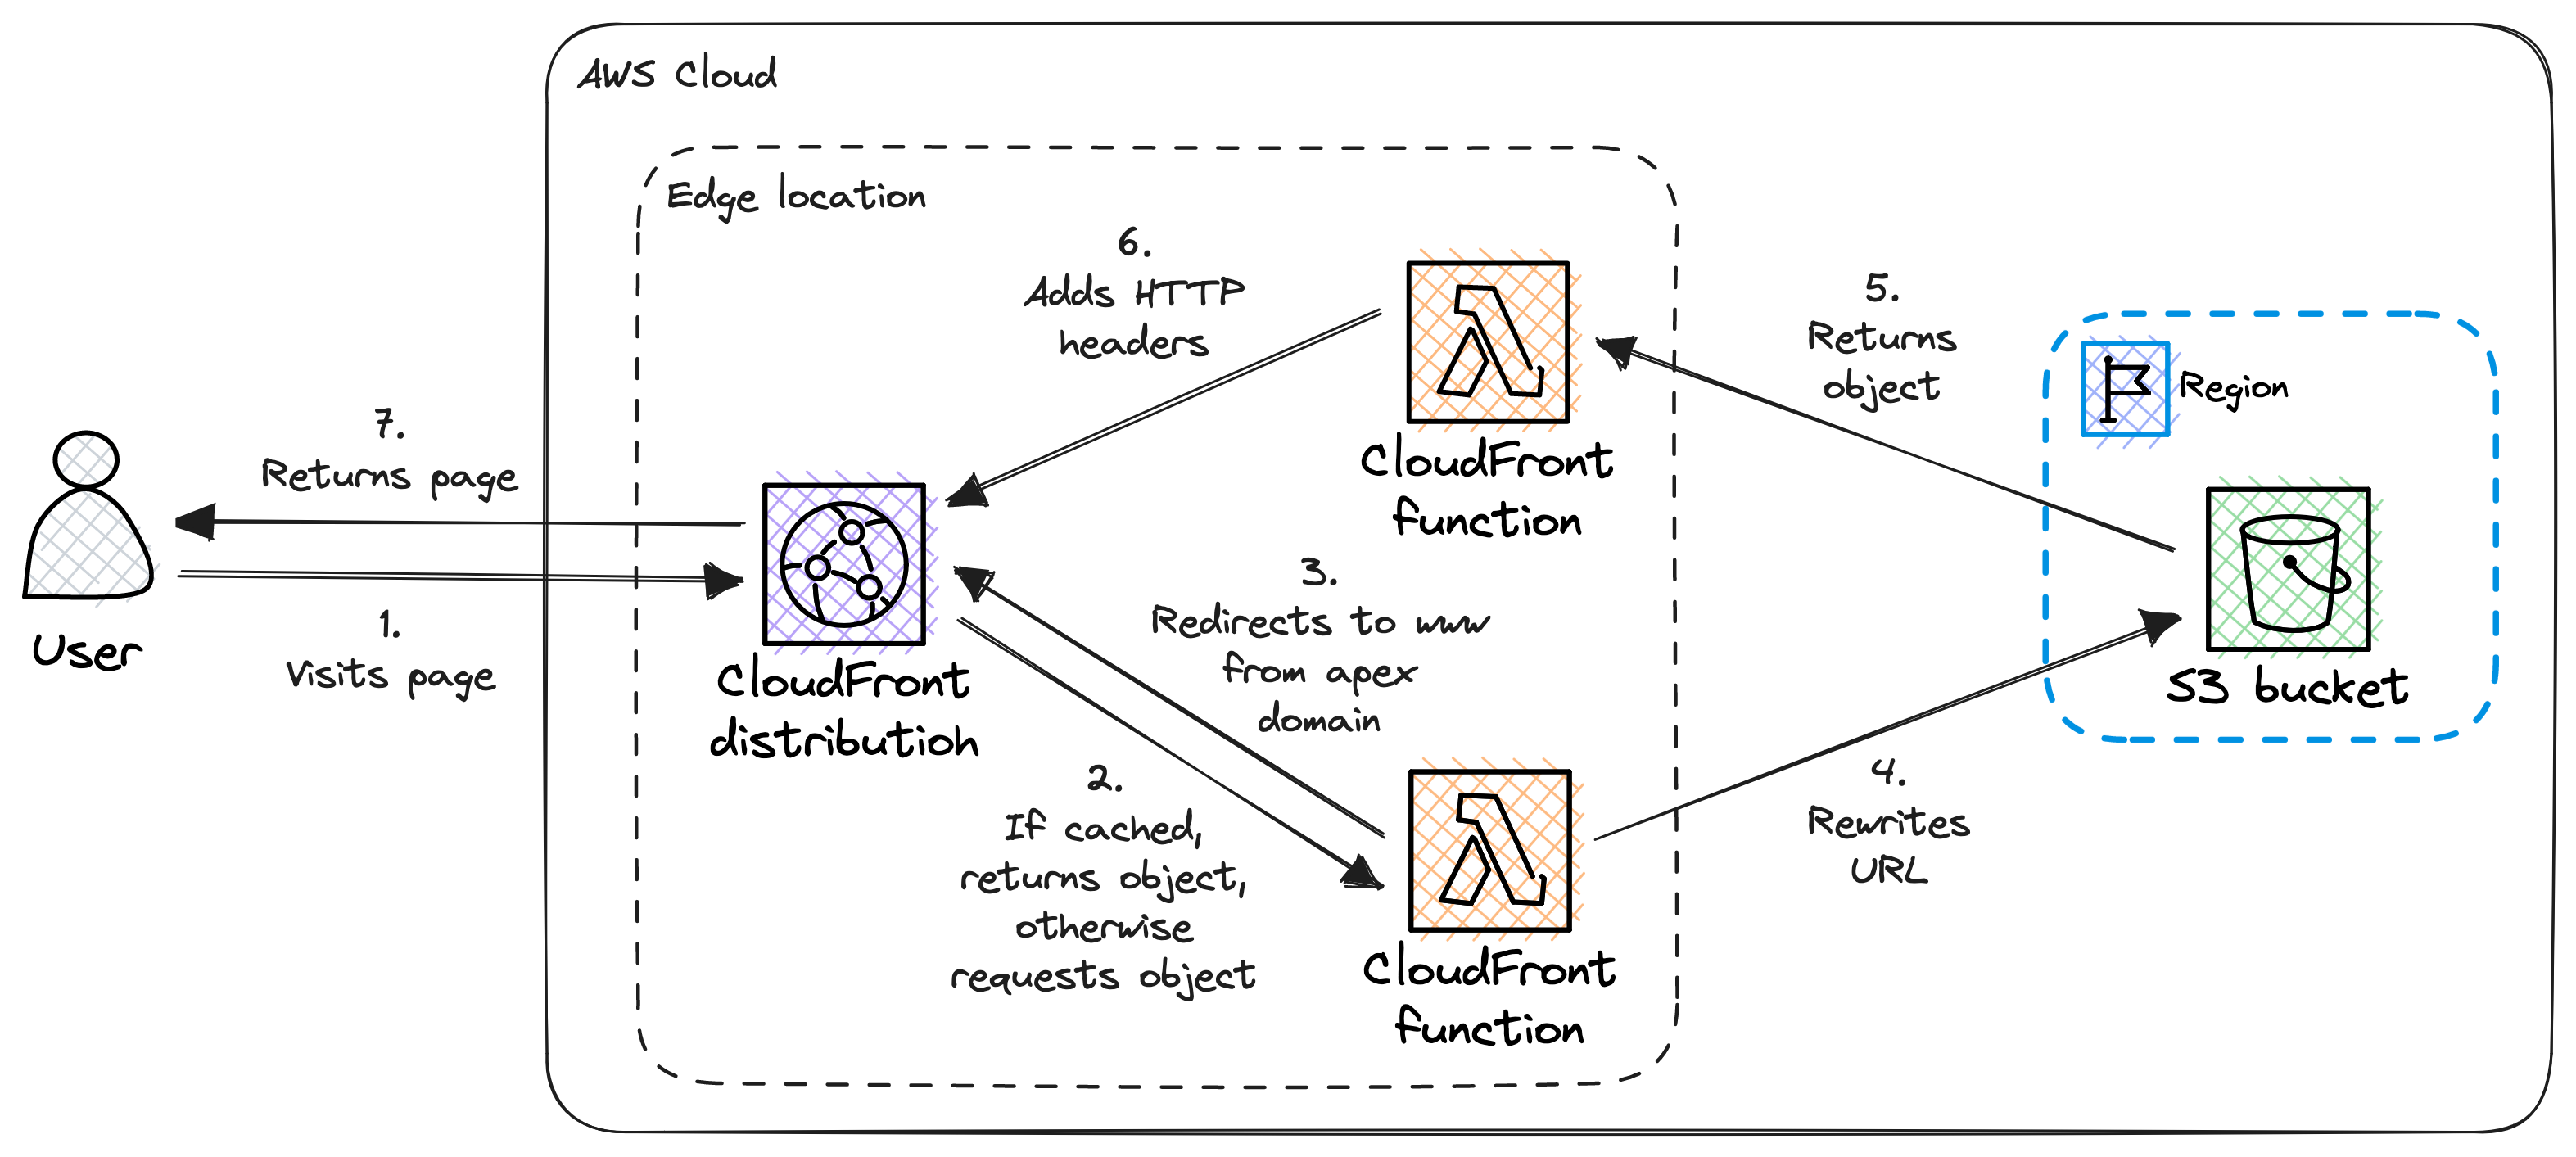 AWS Cloud
Edge location
6.
Adds HTTP
headers
CloudFront
function
5.
Returns
object
Region
7.
Returns page
User
1.
Visits page
CloudFront
distribution
3.
Redirects to www
from apex
domain
S3 bucket
2.
If cached,
returns object,
otherwise
requests object
CloudFront
function
4.
Rewrites
URL